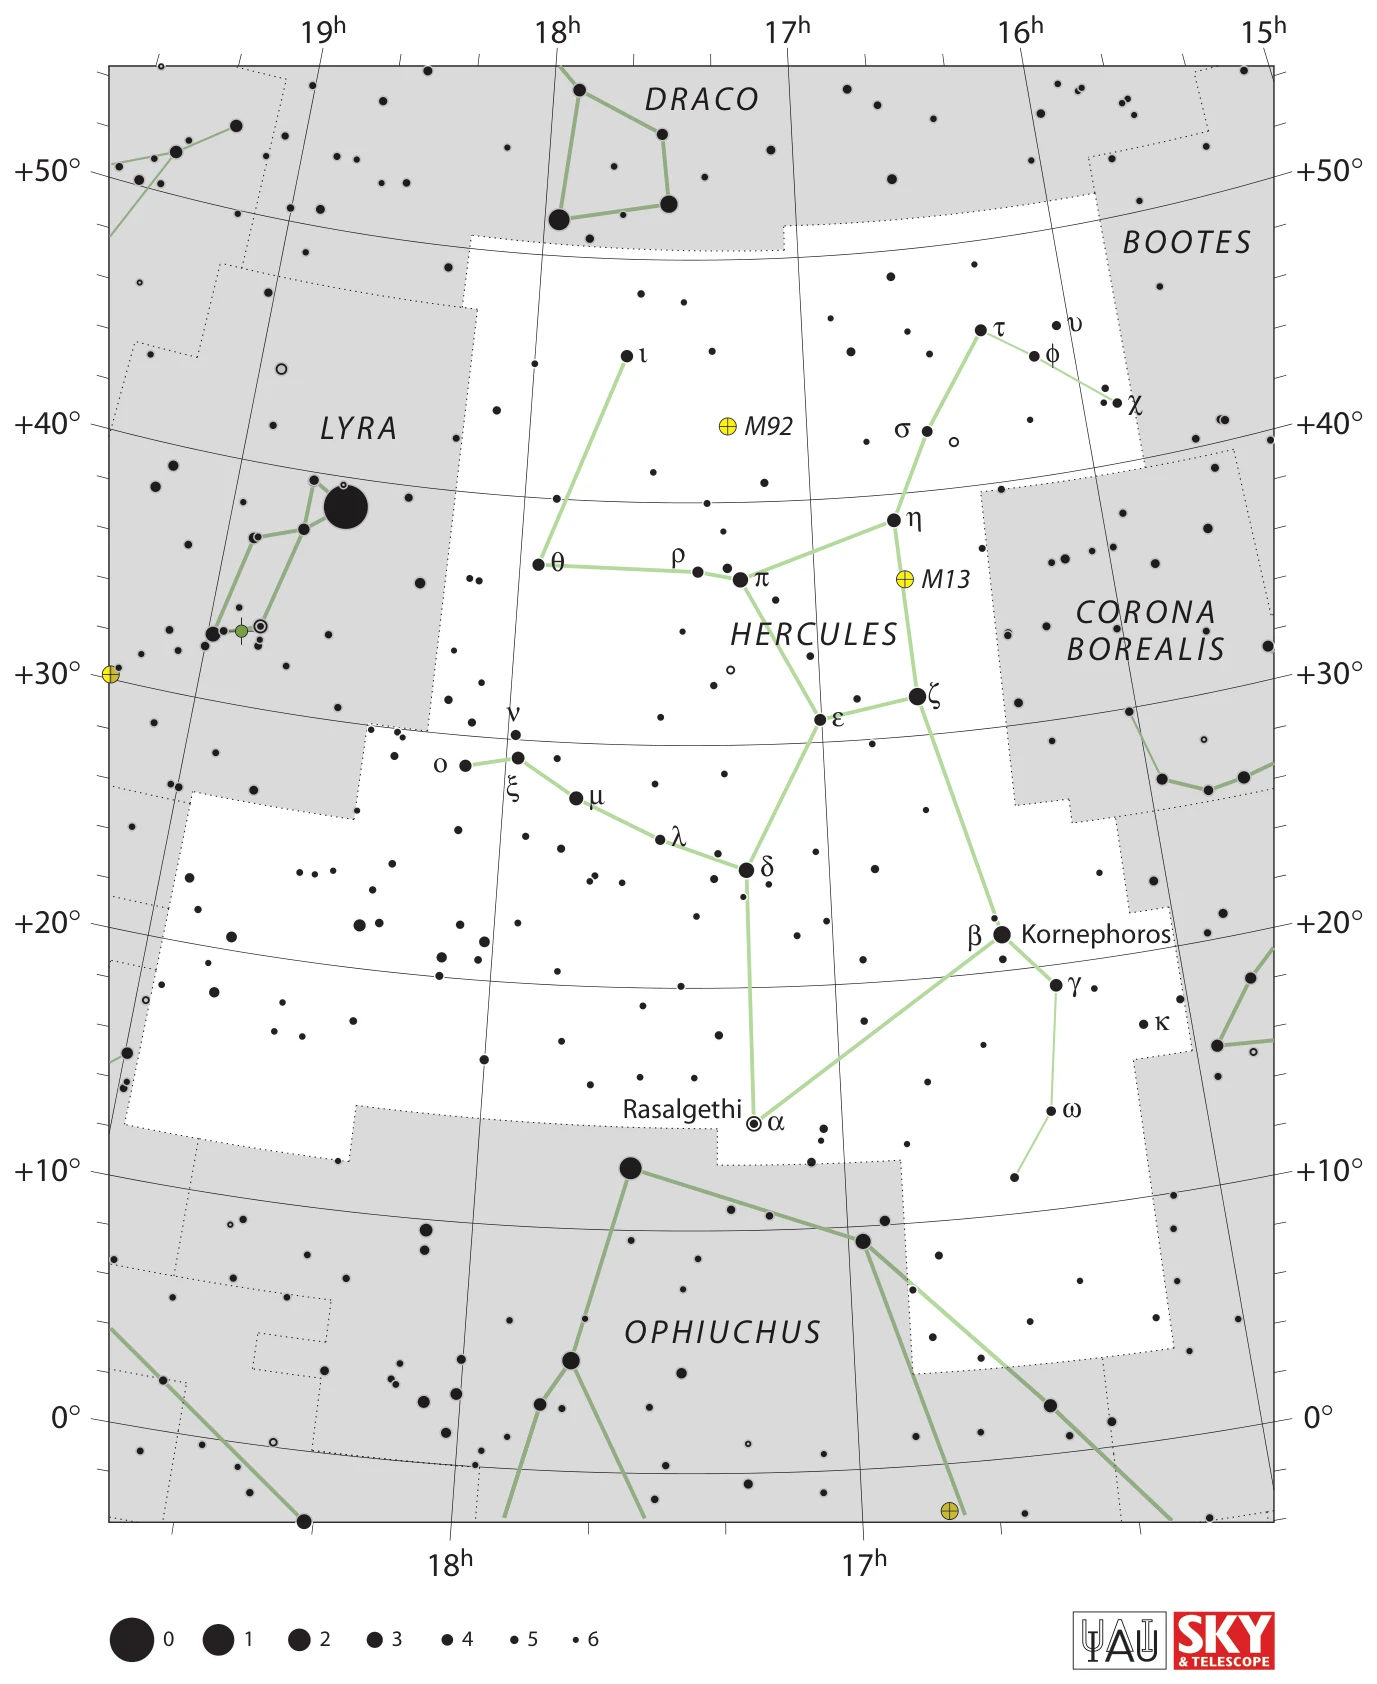 19h 18h 17h 16h 15h
DRACO
+50° +50°
BOOTES
τ υ
ι ϕ
χ
+40° LYRA M92 σ +40°
η
ρ
θ π M13
CORONA
BOREALIS
HERCULES
+30° +30°
ζ
ν ε
ο
ξ μ
λ
δ
+20° β Kornephoros +20°
γ
κ
Rasalgethi α ω
+10° +10°
OPHIUCHUS
0° 0°
18h 17h
0 1 2 3 4 5 6
IAU SKY
& TELESCOPE